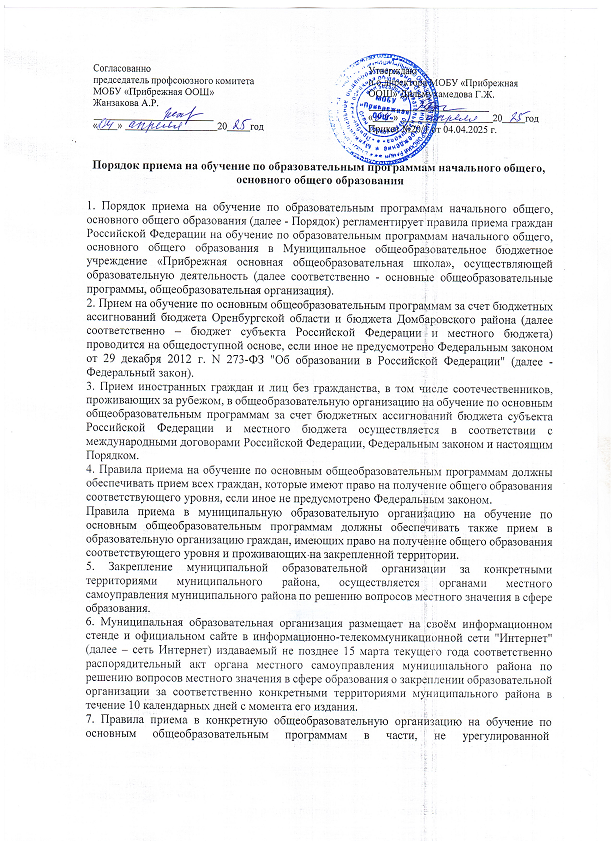 Согласованно
председатель профсоюзного комитета
МОБУ «Прибрежная ООШ»
Жанзакова А.Р.
«04» апреля 20 25 год
Утверждаю
директора МОБУ «Прибрежная
ООШ»
апреля 20 25 год
Приказ от 04.04.2025 г.
МОБУ
«Прибрежная
ООШ»
Порядок приема на обучение по образовательным программам начального общего,
основного общего образования
1. Порядок приема на обучение по образовательным программам начального общего,
основного общего образования (далее - Порядок) регламентирует правила приема граждан
Российской Федерации на обучение по образовательным программам начального общего,
основного общего образования в Муниципальное общеобразовательное бюджетное
учреждение «Прибрежная основная общеобразовательная школа», осуществляющей
образовательную деятельность (далее соответственно - основные общеобразовательные
программы, общеобразовательная организация).
2. Прием на обучение по основным общеобразовательным программам за счет бюджетных
ассигнований бюджета Оренбургской области и бюджета Домбаровского района (далее
соответственно – бюджет субъекта Российской Федерации и местного бюджета)
проводится на общедоступной основе, если иное не предусмотрено Федеральным законом
от 29 декабря 2012 г. N 273-ФЗ "Об образовании в Российской Федерации" (далее -
Федеральный закон).
3. Прием иностранных граждан и лиц без гражданства, в том числе соотечественников,
проживающих за рубежом, в общеобразовательную организацию на обучение по основным
общеобразовательным программам за счет бюджетных ассигнований бюджета субъекта
Российской Федерации и местного бюджета осуществляется в соответствии с
международными договорами Российской Федерации, Федеральным законом и настоящим
Порядком.
4. Правила приема на обучение по основным общеобразовательным программам должны
обеспечивать прием всех граждан, которые имеют право на получение общего образования
соответствующего уровня, если иное не предусмотрено Федеральным законом.
Правила приема в муниципальную образовательную организацию на обучение по
основным общеобразовательным программам должны обеспечивать также прием в
образовательную организацию граждан, имеющих право на получение общего образования
соответствующего уровня и проживающих на закрепленной территории.
5. Закрепление муниципальной образовательной организации за конкретными
территориями муниципального района, осуществляется органами местного
самоуправления муниципального района по решению вопросов местного значения в сфере
образования.
6. Муниципальная образовательная организация размещает на своём информационном
стенде и официальном сайте в информационно-телекоммуникационной сети "Интернет"
(далее – сеть Интернет) издаваемый не позднее 15 марта текущего года соответственно
распорядительный акт органа местного самоуправления муниципального района по
решению вопросов местного значения в сфере образования о закреплении образовательной
организации за соответственно конкретными территориями муниципального района в
течение 10 календарных дней с момента его издания.
7. Правила приема в конкретную общеобразовательную организацию на обучение по
основным общеобразовательным программам в части, не урегулированной